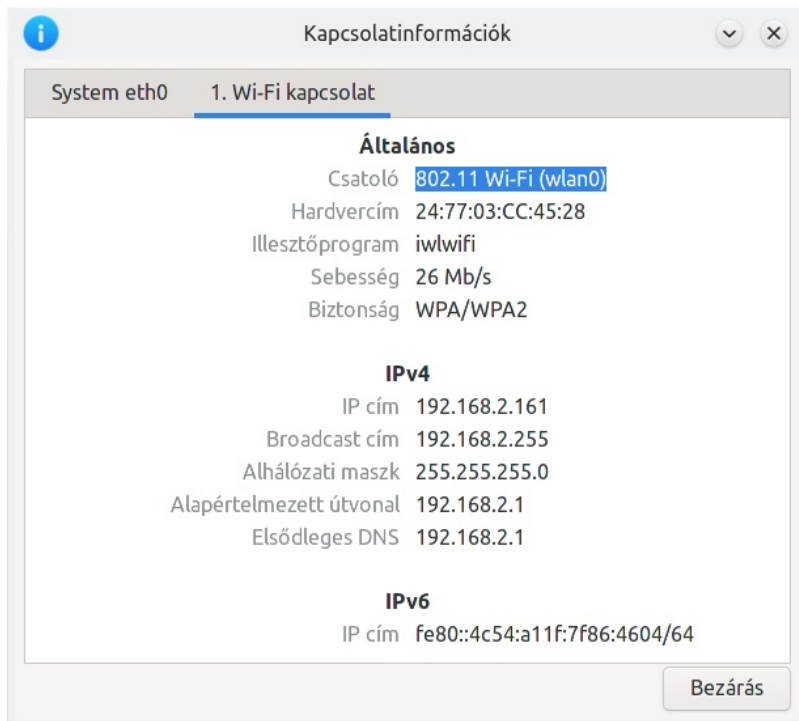 Kapcsolatinformációk
System eth0
1. Wi-Fi kapcsolat
Általános
Csatoló 802.11 Wi-Fi (wlan0)
Hardvercím 24:77:03:CC:45:28
Illesztőprogram iwlwifi
Sebesség 26 Mb/s
Biztonság WPA/WPA2
IPv4
IP cím 192.168.2.161
Broadcast cím 192.168.2.255
Alhálózati maszk 255.255.255.0
Alapértelmezett útvonal 192.168.2.1
Elsődleges DNS 192.168.2.1
IPv6
IP cím fe80::4c54:a11f:7f86:4604/64
Bezárás